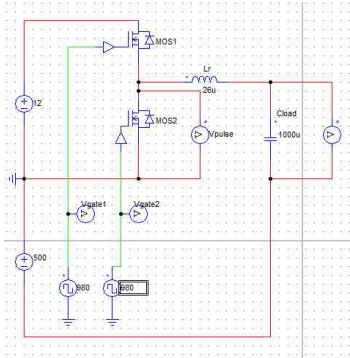 MOS1
Lr
26u
12
MOS2
Cload
Vpulse
1000u
Vgate1
Vgate2
500
980
980